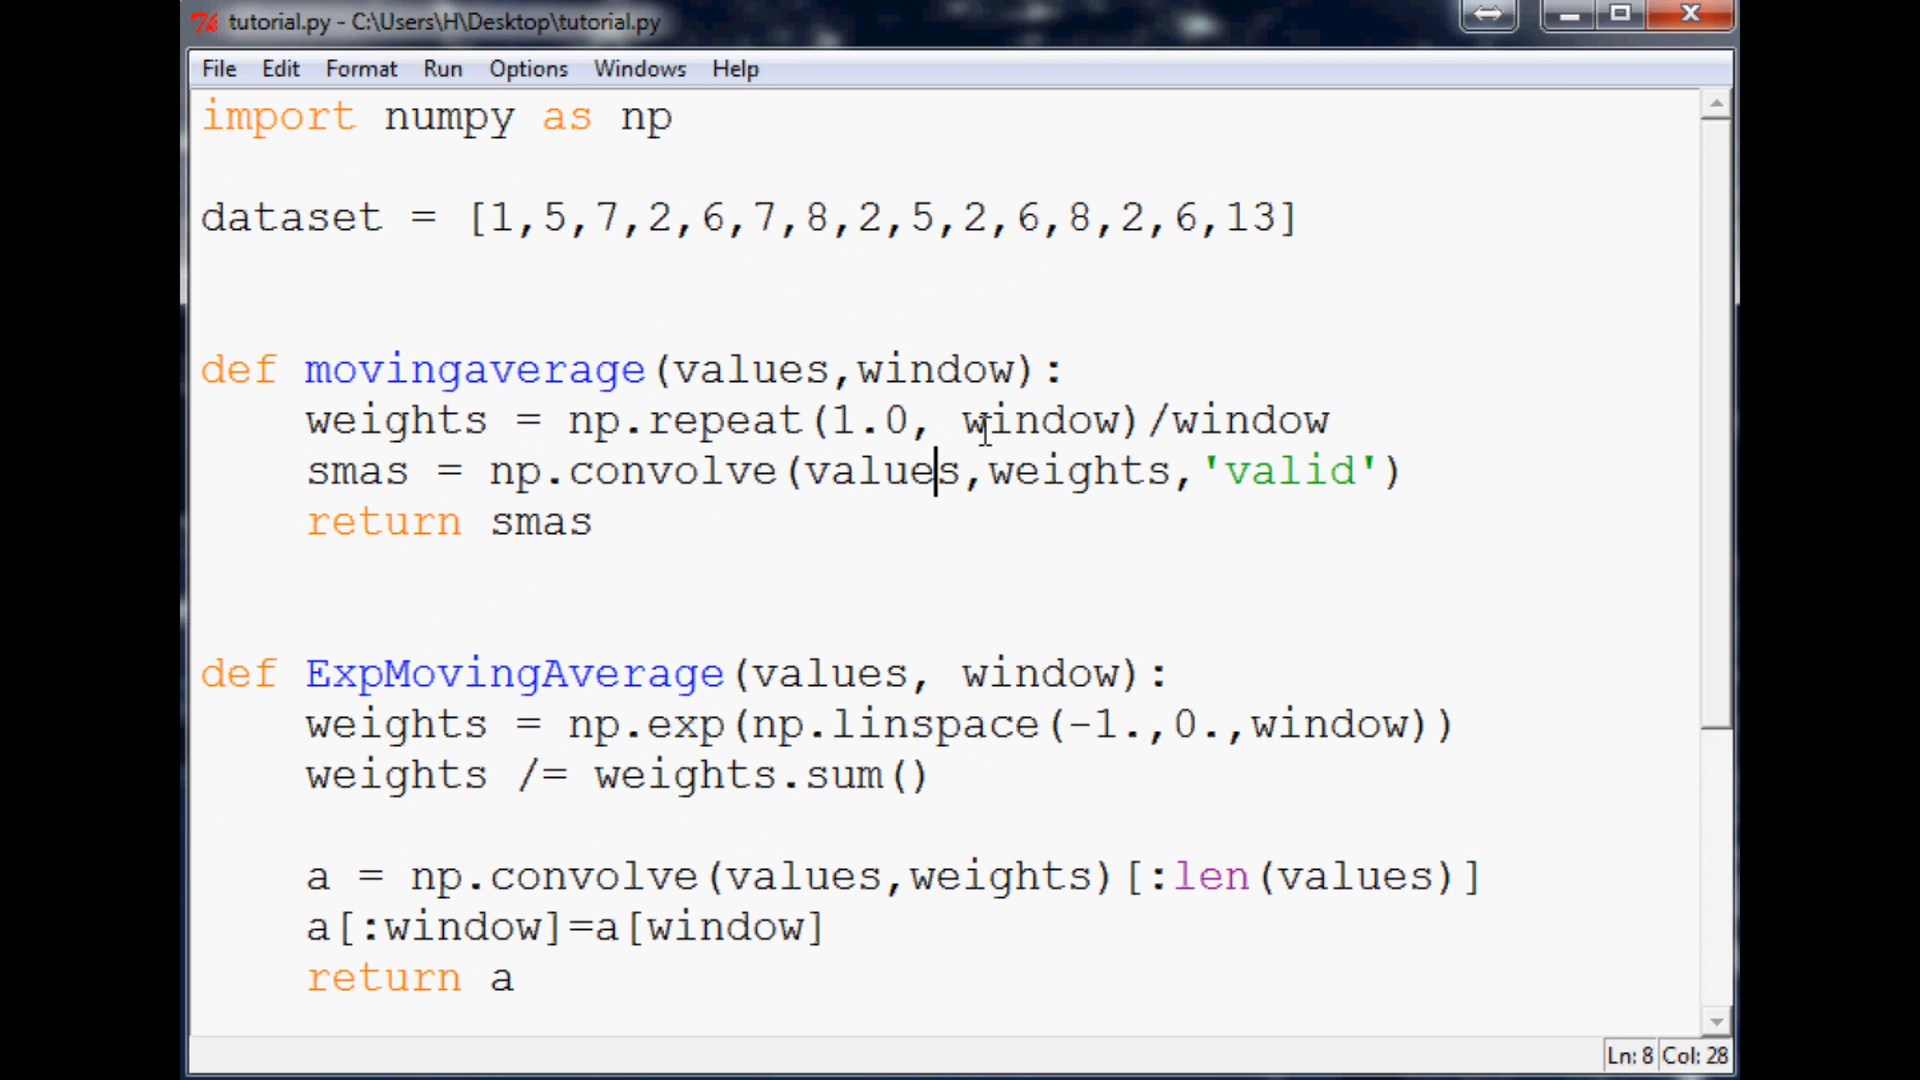 tutorial.py - C:\Users\H\Desktop\tutorial.py
File Edit Format Run Options Windows Help
import numpy as np
dataset = [1,5,7,2,6,7,8,2,5,2,6,8,2,6,13]
def movingaverage(values,window):
    weights = np.repeat(1.0, window)/window
    smas = np.convolve(values,weights,'valid')
    return smas
def ExpMovingAverage(values, window):
    weights = np.exp(np.linspace(-1.,0.,window))
    weights /= weights.sum()
    a = np.convolve(values,weights)[:len(values)]
    a[:window]=a[window]
    return a
Ln: 8 Col: 28